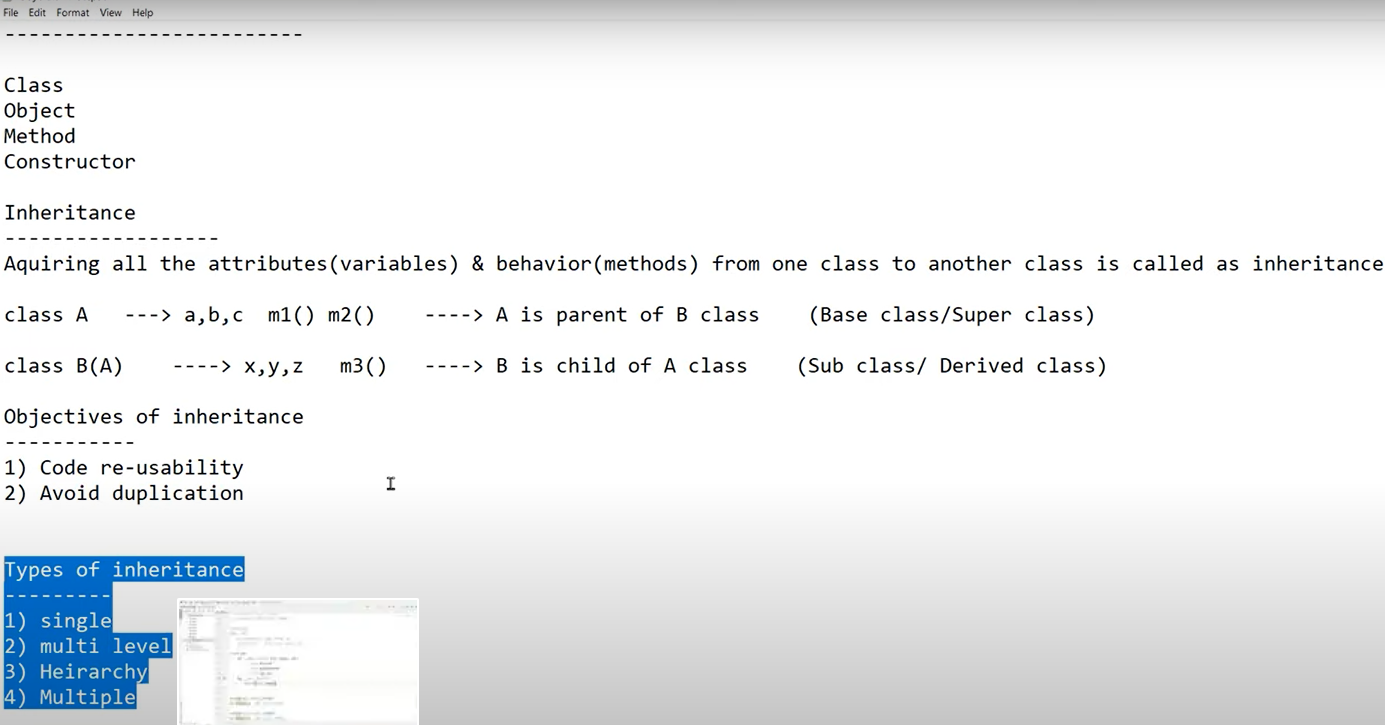 File Edit Format View Help
-------------------------
Class
Object
Method
Constructor
Inheritance
------------------
Aquiring all the attributes(variables) & behavior(methods) from one class to another class is called as inheritance
class A ---> a,b,c m1() m2() ----> A is parent of B class (Base class/Super class)
class B(A) ----> x,y,z m3() ----> B is child of A class (Sub class/ Derived class)
Objectives of inheritance
-----------
1) Code re-usability
2) Avoid duplication
Types of inheritance
---------
1) single
2) multi level
3) Heirarchy
4) Multiple